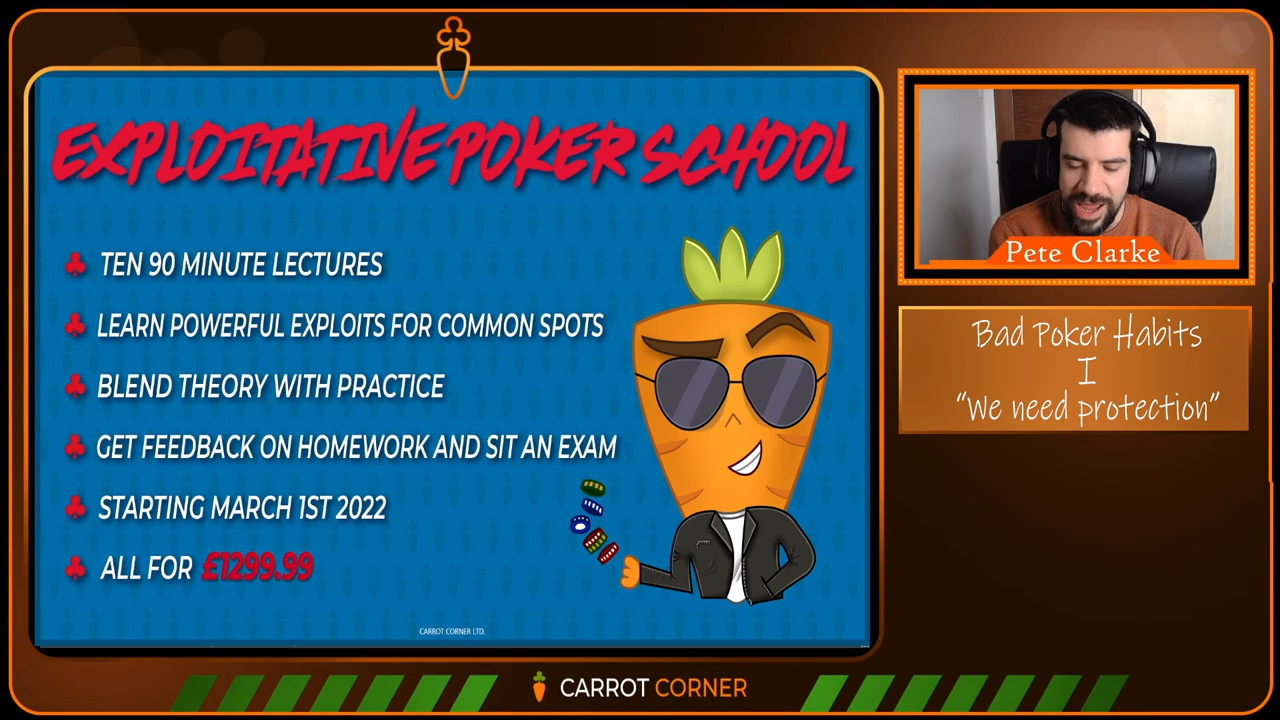 EXPLOITATIVE POKER SCHOOL
TEN 90 MINUTE LECTURES
LEARN POWERFUL EXPLOITS FOR COMMON SPOTS
BLEND THEORY WITH PRACTICE
GET FEEDBACK ON HOMEWORK AND SIT AN EXAM
STARTING MARCH 1ST 2022
ALL FOR £1299.99
CARROT CORNER LTD.
Pete Clarke
Bad Poker Habits
I
“We need protection”
CARROT CORNER